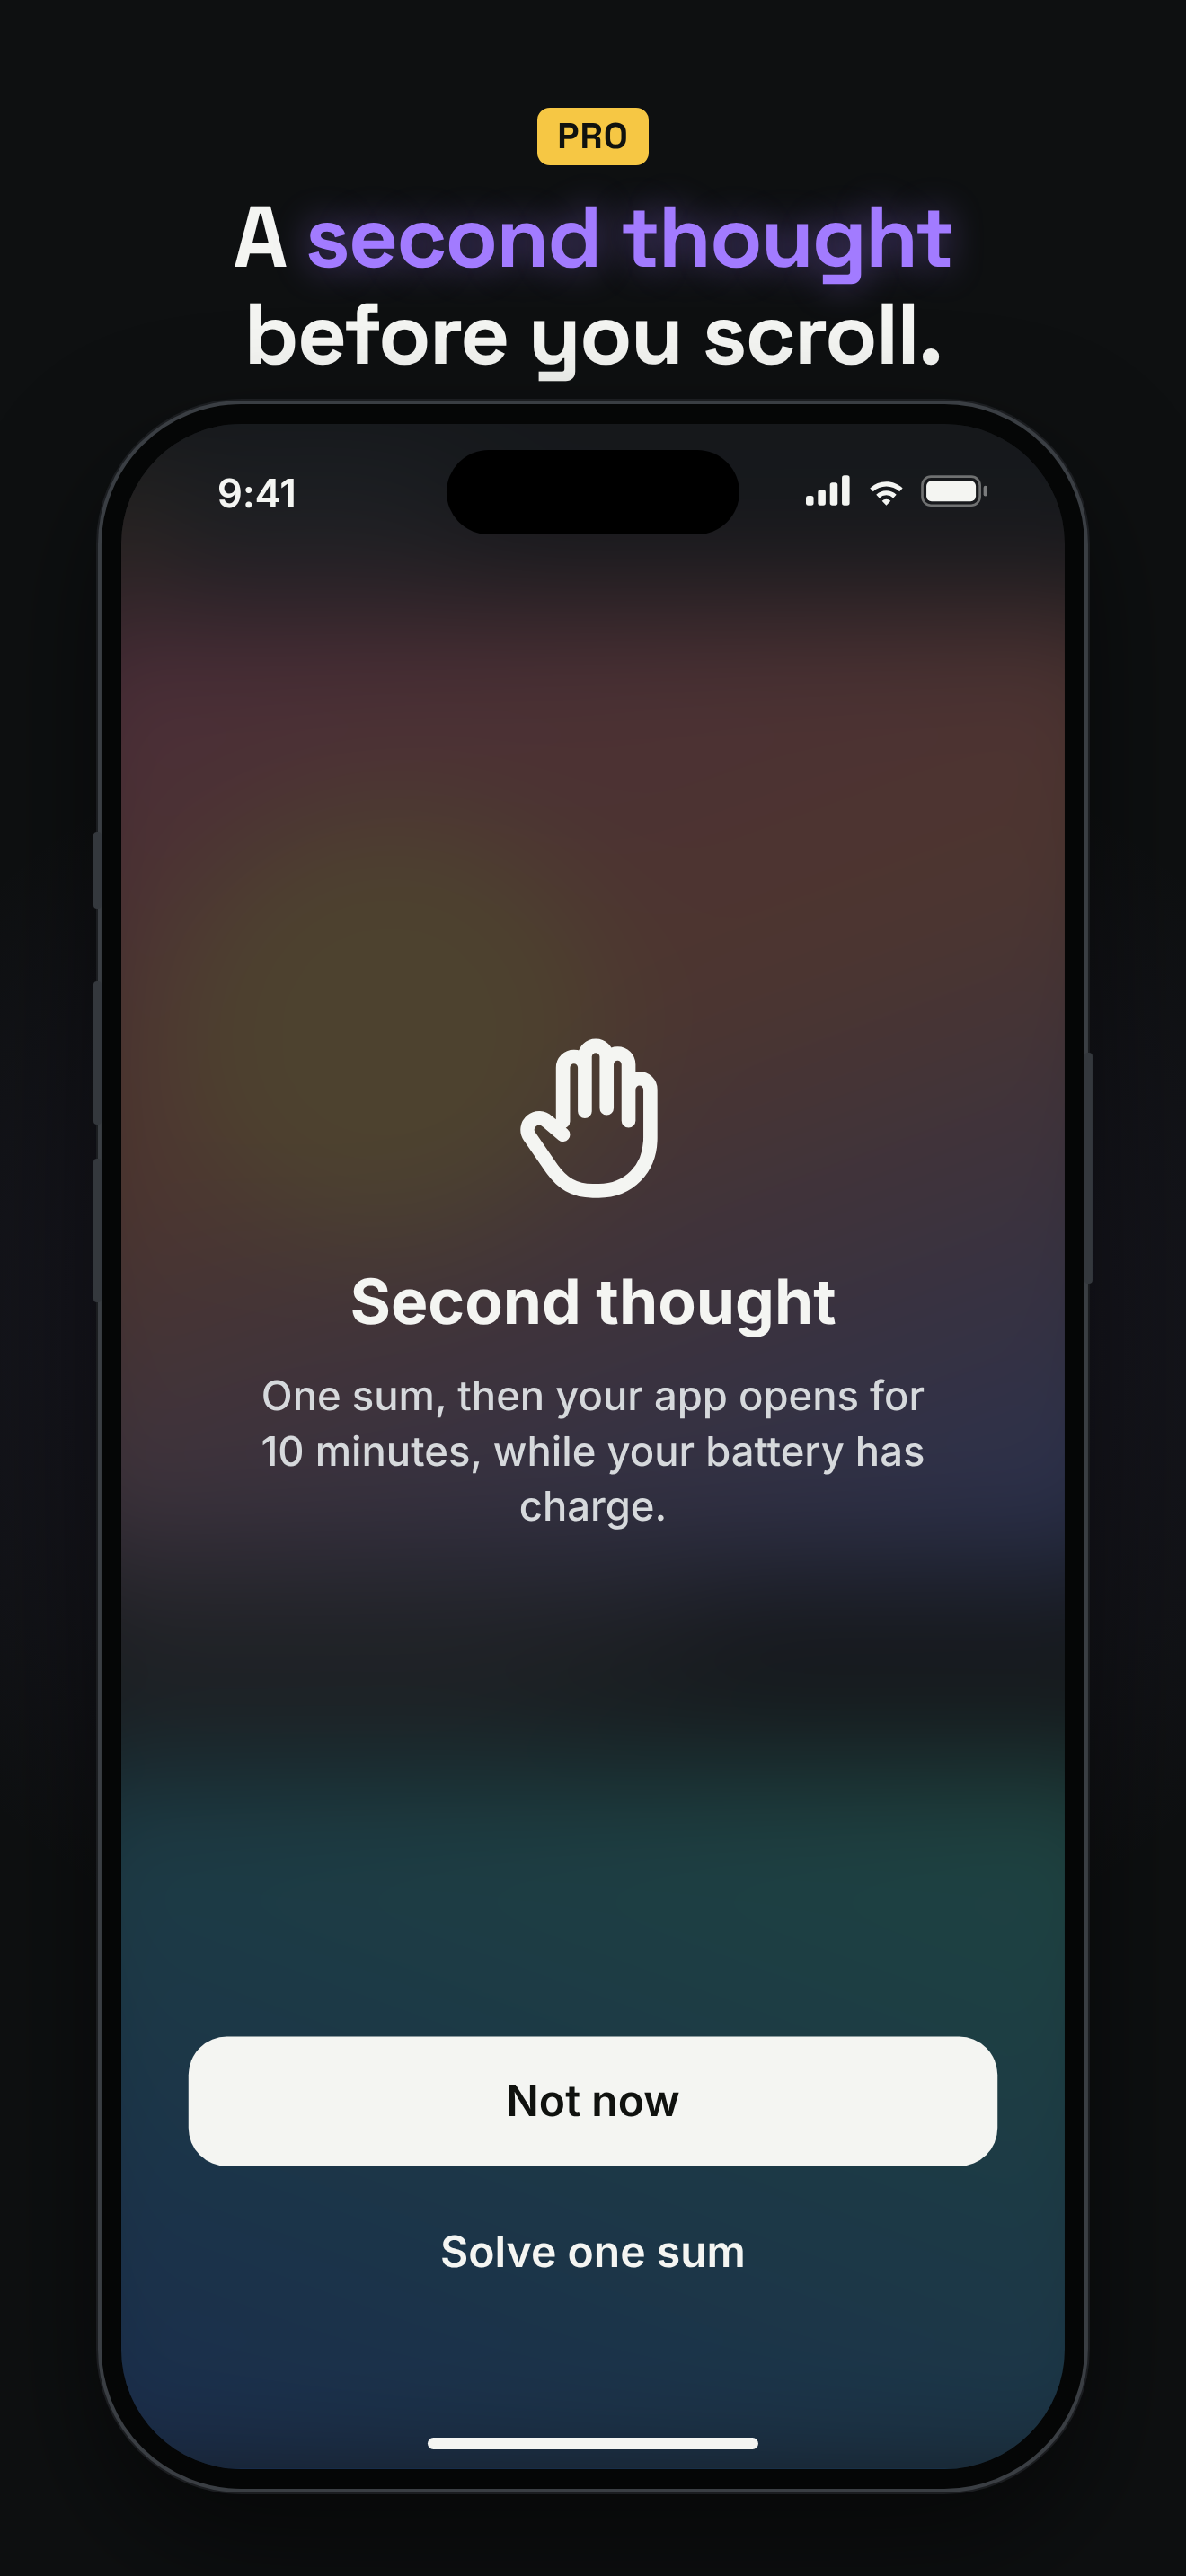 PRO
A second thought
before you scroll.
9:41
Second thought
One sum, then your app opens for
10 minutes, while your battery has
charge.
Not now
Solve one sum